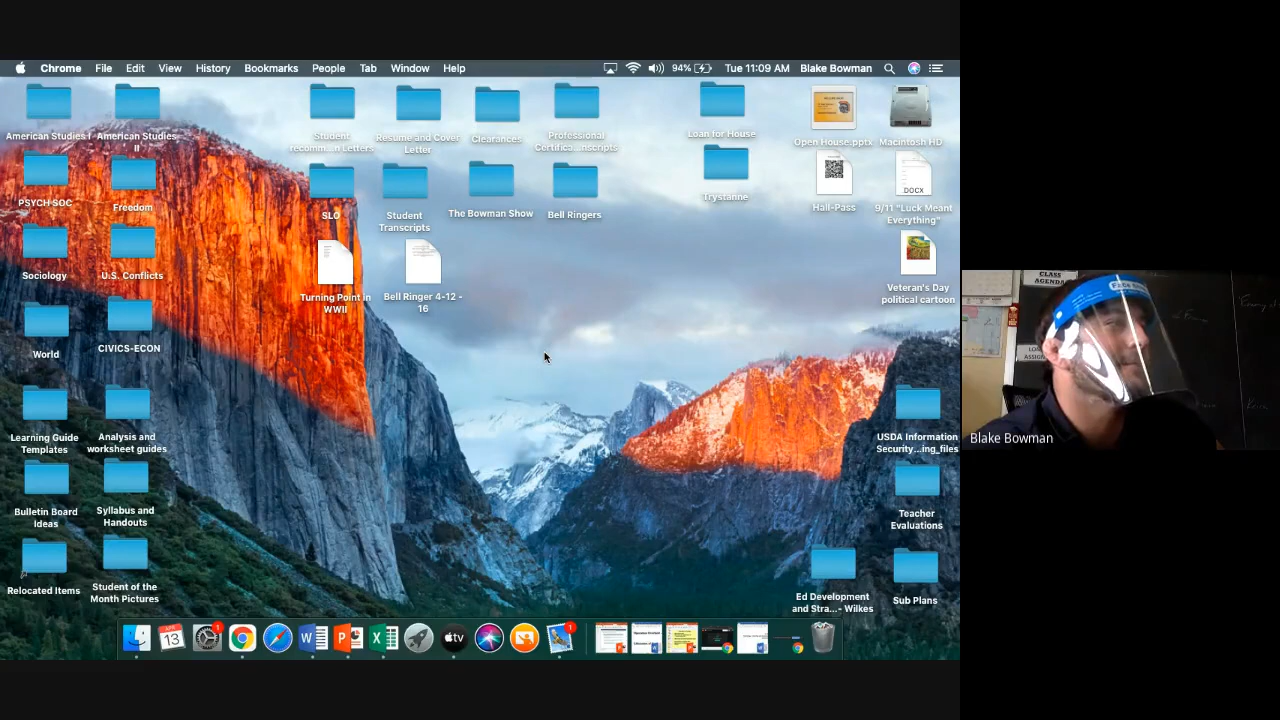 Chrome File Edit View History Bookmarks People Tab Window Help 94% Tue 11:09 AM Blake Bowman
American Studies I
American Studies II
Student recomm...n Letters
Resume and Cover Letter
Clearances
Professional Certifica...nscripts
Loan for House
Open House.pptx
Macintosh HD
PSYCH-SOC
Freedom
SLO
Student Transcripts
The Bowman Show
Bell Ringers
Trystanne
Hall-Pass
DOCX
9/11 "Luck Meant Everything"
Sociology
U.S. Conflicts
Turning Point in WWII
Bell Ringer 4-12 - 16
Veteran's Day political cartoon
World
CIVICS-ECON
Learning Guide Templates
Analysis and worksheet guides
USDA Information Security...ing_files
Bulletin Board Ideas
Syllabus and Handouts
Teacher Evaluations
Relocated Items
Student of the Month Pictures
Ed Development and Stra...- Wilkes
Sub Plans
13
1
tv
1
CLASS AGENDA
Blake Bowman